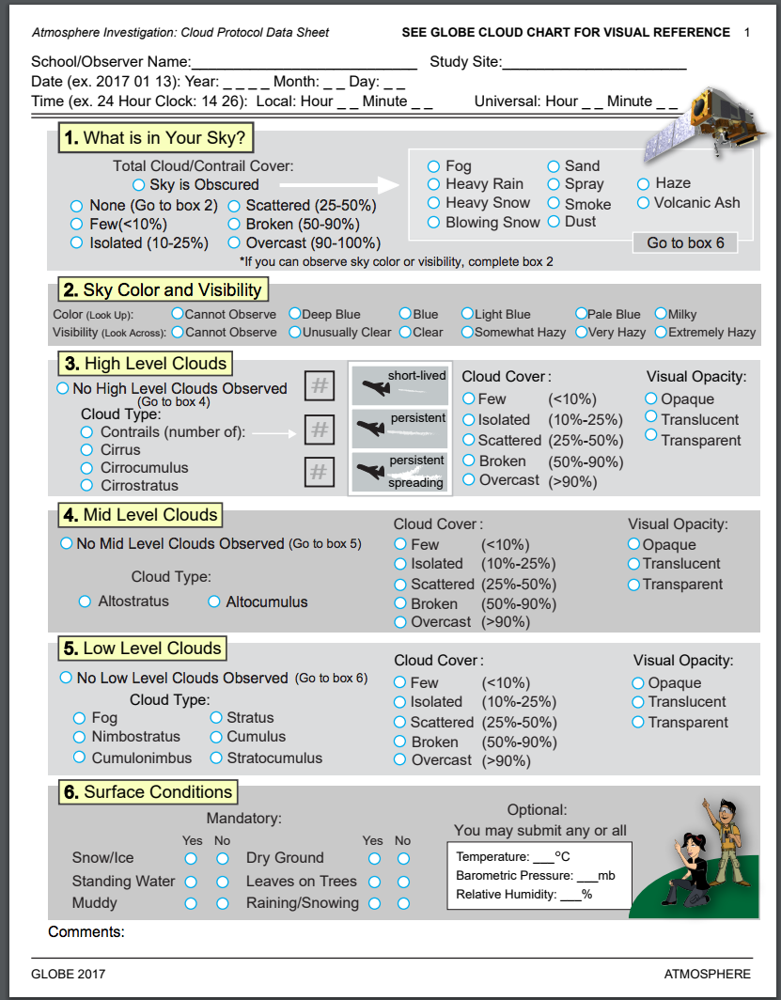 Atmosphere Investigation: Cloud Protocol Data Sheet SEE GLOBE CLOUD CHART FOR VISUAL REFERENCE 1
School/Observer Name:____________________________ Study Site:_______________________
Date (ex. 2017 01 13): Year: _ _ _ _ Month: _ _ Day: _ _
Time (ex. 24 Hour Clock: 14 26): Local: Hour _ _ Minute _ _ Universal: Hour _ _ Minute _ _
1. What is in Your Sky?
Total Cloud/Contrail Cover:
Sky is Obscured
None (Go to box 2) Scattered (25-50%)
Few(<10%) Broken (50-90%)
Isolated (10-25%) Overcast (90-100%)
Fog Sand
Heavy Rain Spray Haze
Heavy Snow Smoke Volcanic Ash
Blowing Snow Dust
Go to box 6
*If you can observe sky color or visibility, complete box 2
2. Sky Color and Visibility
Color (Look Up): Cannot Observe Deep Blue Blue Light Blue Pale Blue Milky
Visibility (Look Across): Cannot Observe Unusually Clear Clear Somewhat Hazy Very Hazy Extremely Hazy
3. High Level Clouds
No High Level Clouds Observed
(Go to box 4)
Cloud Type:
Contrails (number of):
Cirrus
Cirrocumulus
Cirrostratus
# short-lived
# persistent
# persistent
spreading
Cloud Cover :
Few (<10%)
Isolated (10%-25%)
Scattered (25%-50%)
Broken (50%-90%)
Overcast (>90%)
Visual Opacity:
Opaque
Translucent
Transparent
4. Mid Level Clouds
No Mid Level Clouds Observed (Go to box 5)
Cloud Type:
Altostratus Altocumulus
Cloud Cover :
Few (<10%)
Isolated (10%-25%)
Scattered (25%-50%)
Broken (50%-90%)
Overcast (>90%)
Visual Opacity:
Opaque
Translucent
Transparent
5. Low Level Clouds
No Low Level Clouds Observed (Go to box 6)
Cloud Type:
Fog Stratus
Nimbostratus Cumulus
Cumulonimbus Stratocumulus
Cloud Cover :
Few (<10%)
Isolated (10%-25%)
Scattered (25%-50%)
Broken (50%-90%)
Overcast (>90%)
Visual Opacity:
Opaque
Translucent
Transparent
6. Surface Conditions
Mandatory:
Yes No Yes No
Snow/Ice Dry Ground
Standing Water Leaves on Trees
Muddy Raining/Snowing
Optional:
You may submit any or all
Temperature: ___°C
Barometric Pressure: ___mb
Relative Humidity: ___%
Comments:
GLOBE 2017 ATMOSPHERE